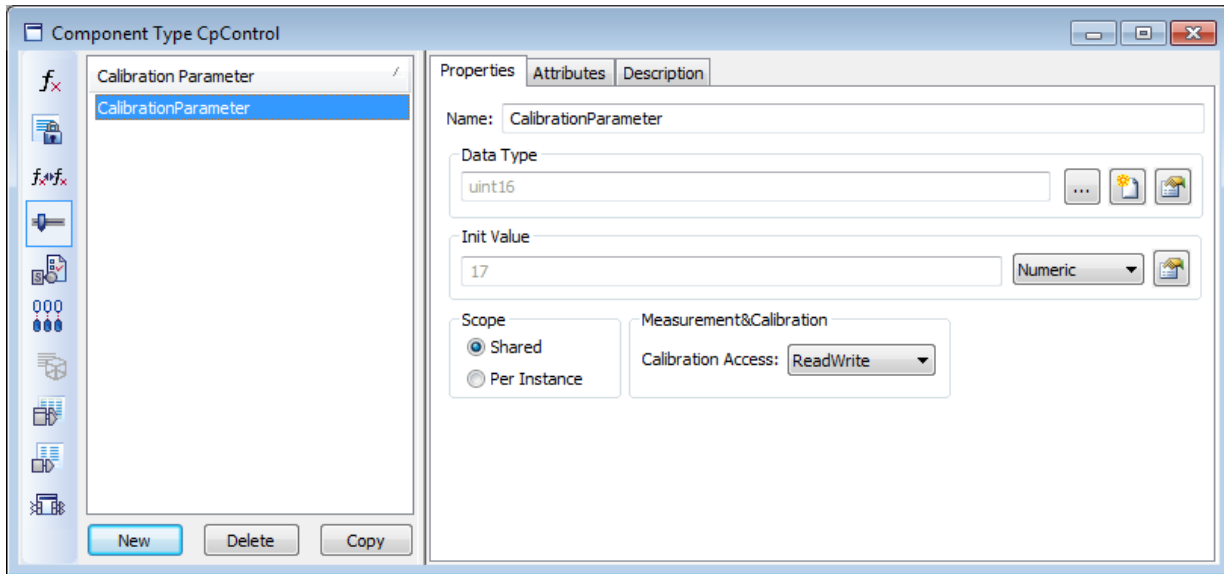 Component Type CpControl
Calibration Parameter
CalibrationParameter
New
Delete
Copy
Properties
Attributes
Description
Name: CalibrationParameter
Data Type
uint16
...
Init Value
17
Numeric
Scope
Shared
Per Instance
Measurement&Calibration
Calibration Access: ReadWrite